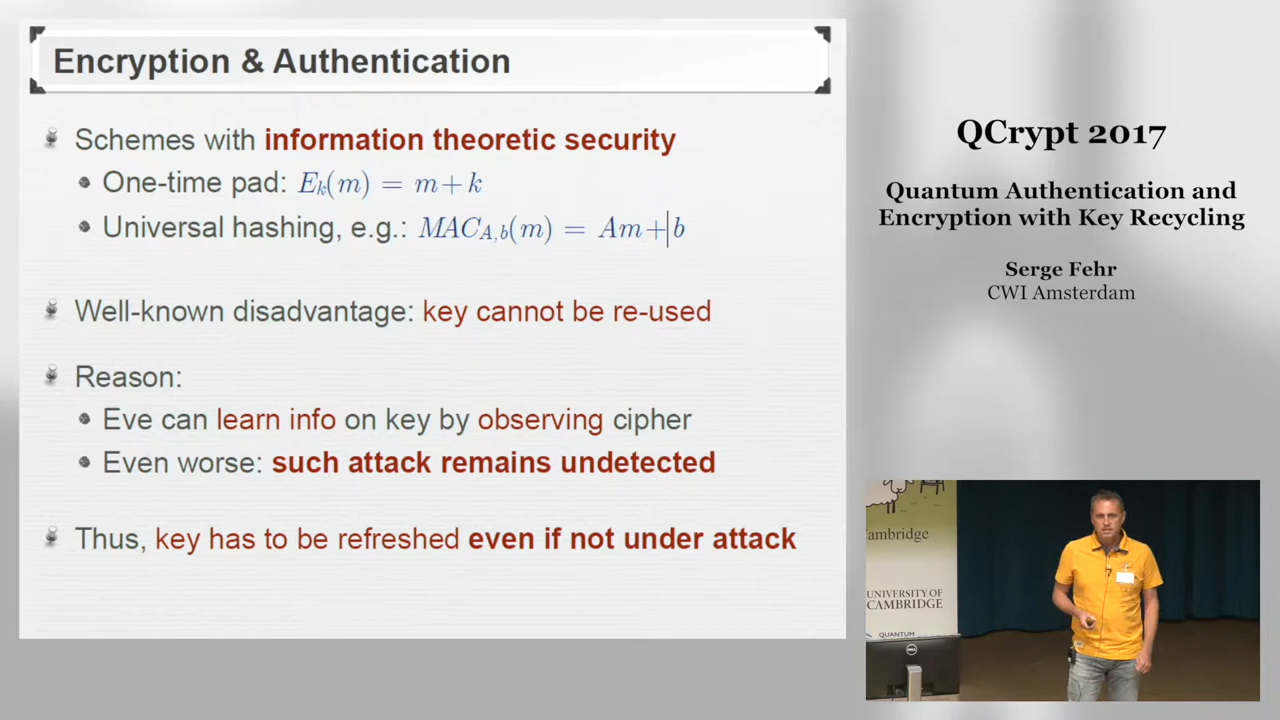 Encryption & Authentication
Schemes with information theoretic security
One-time pad: Eₖ(m) = m + k
Universal hashing, e.g.: MAC_{A,b}(m) = Am + b
Well-known disadvantage: key cannot be re-used
Reason:
Eve can learn info on key by observing cipher
Even worse: such attack remains undetected
Thus, key has to be refreshed even if not under attack
QCrypt 2017
Quantum Authentication and
Encryption with Key Recycling
Serge Fehr
CWI Amsterdam
Cambridge
UNIVERSITY OF
CAMBRIDGE
QUANTUM
DELL